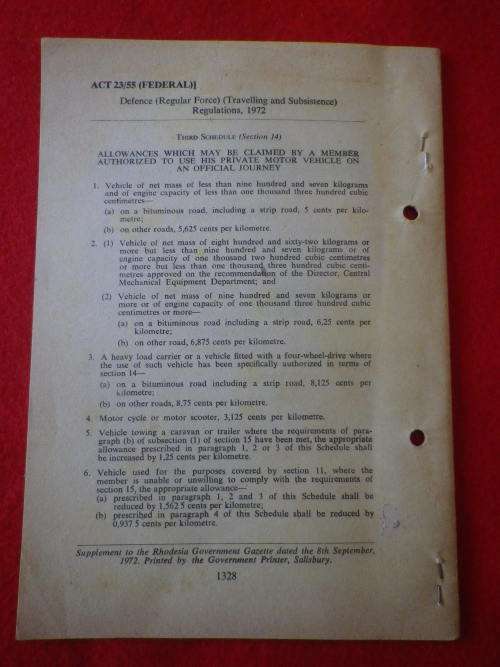 ACT 23/55 (FEDERAL)]
Defence (Regular Force) (Travelling and Subsistence)
Regulations, 1972
THIRD SCHEDULE (Section 14)
ALLOWANCES WHICH MAY BE CLAIMED BY A MEMBER
AUTHORIZED TO USE HIS PRIVATE MOTOR VEHICLE ON
AN OFFICIAL JOURNEY
1. Vehicle of net mass of less than nine hundred and seven kilograms
and of engine capacity of less than one thousand three hundred cubic
centimetres—
(a) on a bituminous road, including a strip road, 5 cents per kilo-
metre;
(b) on other roads, 5,625 cents per kilometre.
2. (1) Vehicle of net mass of eight hundred and sixty-two kilograms or
more but less than nine hundred and seven kilograms or of
engine capacity of one thousand two hundred cubic centimetres
or more but less than one thousand three hundred cubic centi-
metres approved on the recommendation of the Director, Central
Mechanical Equipment Department; and
(2) Vehicle of net mass of nine hundred and seven kilograms or
more or of engine capacity of one thousand three hundred cubic
centimetres or more—
(a) on a bituminous road including a strip road, 6,25 cents per
kilometre;
(b) on other road, 6,875 cents per kilometre.
3. A heavy load carrier or a vehicle fitted with a four-wheel-drive where
the use of such vehicle has been specifically authorized in terms of
section 14—
(a) on a bituminous road including a strip road, 8,125 cents per
kilometre;
(b) on other roads, 8,75 cents per kilometre.
4. Motor cycle or motor scooter, 3,125 cents per kilometre.
5. Vehicle towing a caravan or trailer where the requirements of para-
graph (b) of subsection (1) of section 15 have been met, the appropriate
allowance prescribed in paragraph 1, 2 or 3 of this Schedule shall
be increased by 1,25 cents per kilometre.
6. Vehicle used for the purposes covered by section 11, where the
member is unable or unwilling to comply with the requirements of
section 15, the appropriate allowance—
(a) prescribed in paragraph 1, 2 and 3 of this Schedule shall be
reduced by 1,562 5 cents per kilometre;
(b) prescribed in paragraph 4 of this Schedule shall be reduced by
0,937 5 cents per kilometre.
Supplement to the Rhodesia Government Gazette dated the 8th September,
1972. Printed by the Government Printer, Salisbury.
1328